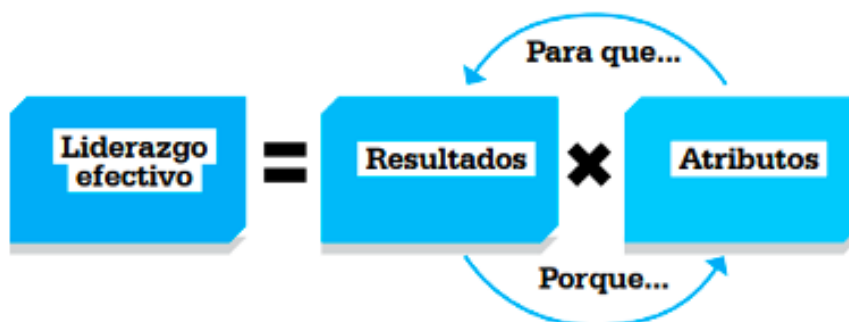 Para que...
Liderazgo
efectivo
=
Resultados
×
Atributos
Porque...